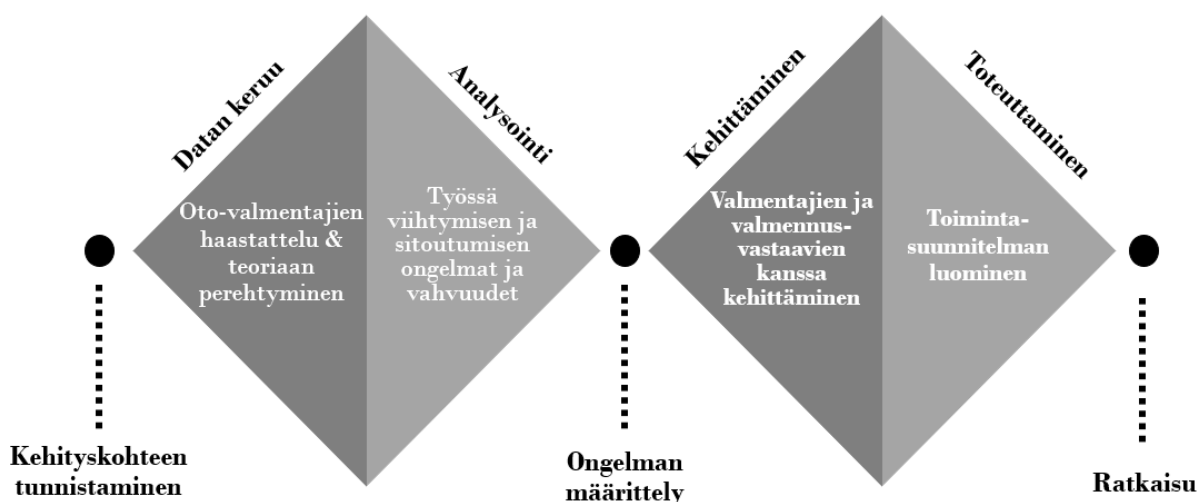 Datan keruu
Analysointi
Kehittäminen
Toteuttaminen
Oto-valmentajien
haastattelu &
teoriaan
perehtyminen
Työssä
viihtymisen ja
sitoutumisen
ongelmat ja
vahvuudet
Valmentajien ja
valmennus-
vastaavien
kanssa
kehittäminen
Toiminta-
suunnitelman
luominen
Kehityskohteen
tunnistaminen
Ongelman
määrittely
Ratkaisu